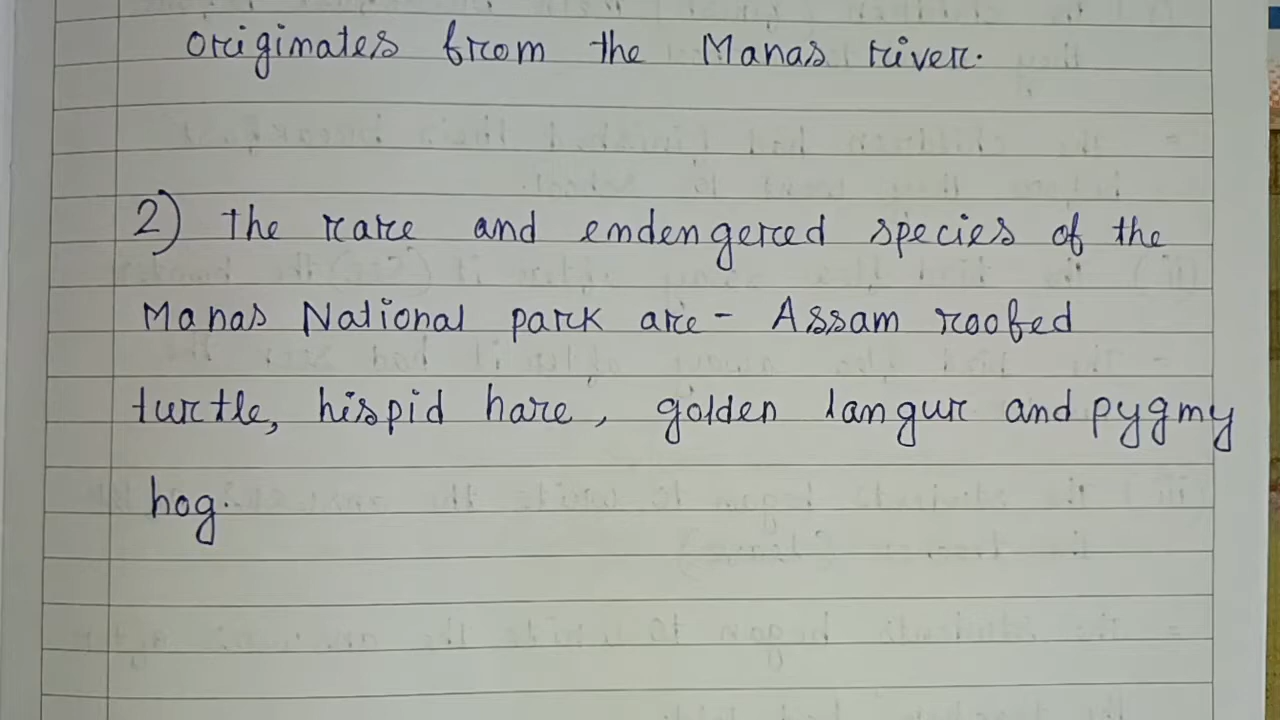 originates from the Manas river.
2) the rare and endengered species of the
Manas National park are - Assam roofed
turtle, hispid hare, golden langur and pygmy
hog.